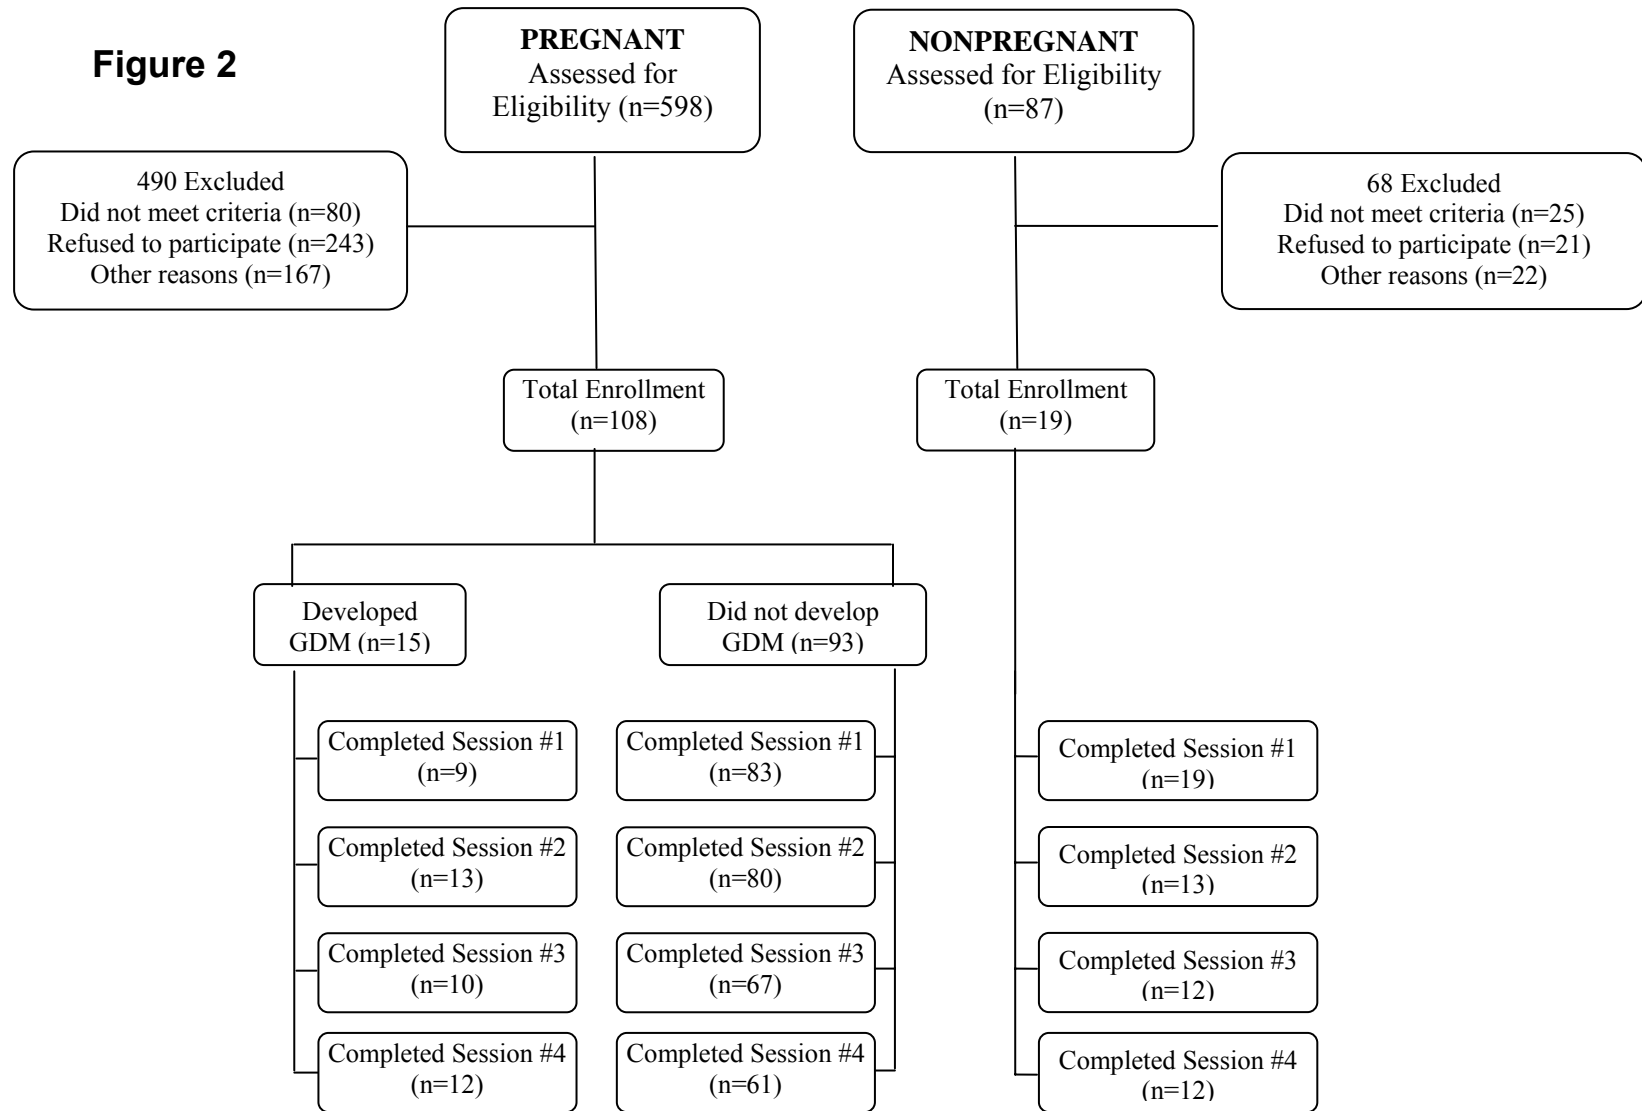 Figure 2
PREGNANT
Assessed for
Eligibility (n=598)
NONPREGNANT
Assessed for Eligibility
(n=87)
490 Excluded
Did not meet criteria (n=80)
Refused to participate (n=243)
Other reasons (n=167)
68 Excluded
Did not meet criteria (n=25)
Refused to participate (n=21)
Other reasons (n=22)
Total Enrollment
(n=108)
Total Enrollment
(n=19)
Developed
GDM (n=15)
Did not develop
GDM (n=93)
Completed Session #1
(n=9)
Completed Session #2
(n=13)
Completed Session #3
(n=10)
Completed Session #4
(n=12)
Completed Session #1
(n=83)
Completed Session #2
(n=80)
Completed Session #3
(n=67)
Completed Session #4
(n=61)
Completed Session #1
(n=19)
Completed Session #2
(n=13)
Completed Session #3
(n=12)
Completed Session #4
(n=12)